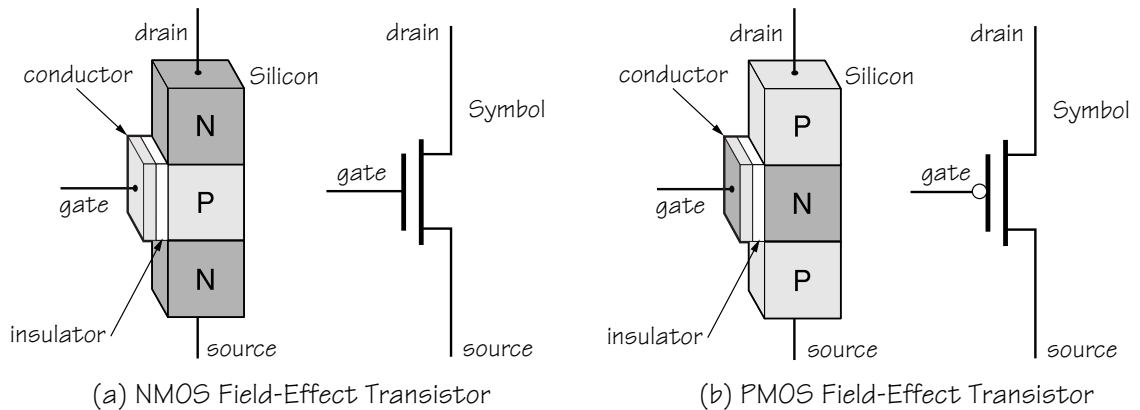 drain
conductor
Silicon
N
P
N
gate
insulator
source
drain
Symbol
gate
source
(a) NMOS Field-Effect Transistor
drain
conductor
Silicon
P
N
P
gate
insulator
source
drain
Symbol
gate
source
(b) PMOS Field-Effect Transistor